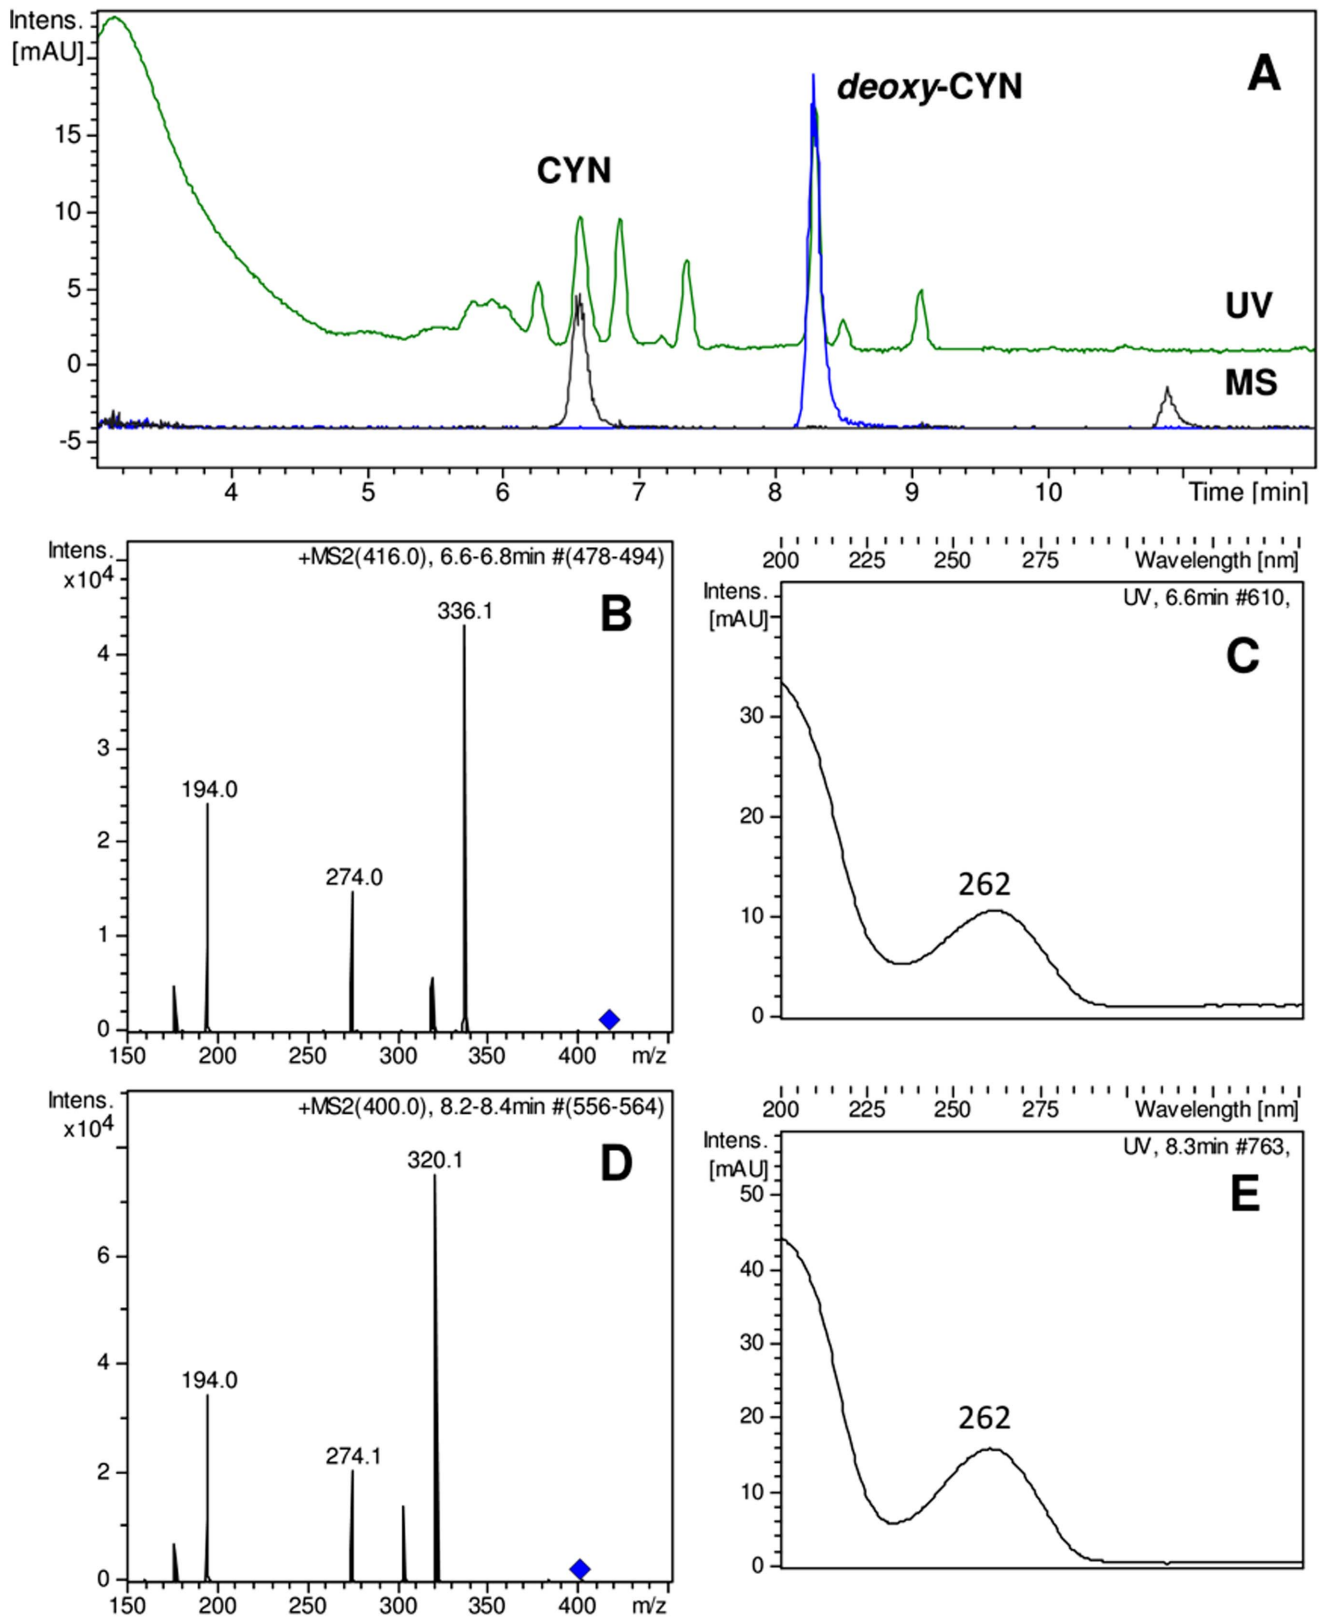 Intens.
[mAU]
A
deoxy-CYN
CYN
15
10
5
0
-5
UV
MS
4 5 6 7 8 9 10 Time [min]
Intens.
x10⁴
+MS2(416.0), 6.6-6.8min #(478-494)
B
336.1
194.0
274.0
4
3
2
1
0
150 200 250 300 350 400 m/z
200 225 250 275 Wavelength [nm]
Intens.
[mAU]
UV, 6.6min #610,
C
262
30
20
10
0
Intens.
x10⁴
+MS2(400.0), 8.2-8.4min #(556-564)
D
320.1
194.0
274.1
6
4
2
0
150 200 250 300 350 400 m/z
200 225 250 275 Wavelength [nm]
Intens.
[mAU]
UV, 8.3min #763,
E
262
50
40
30
20
10
0